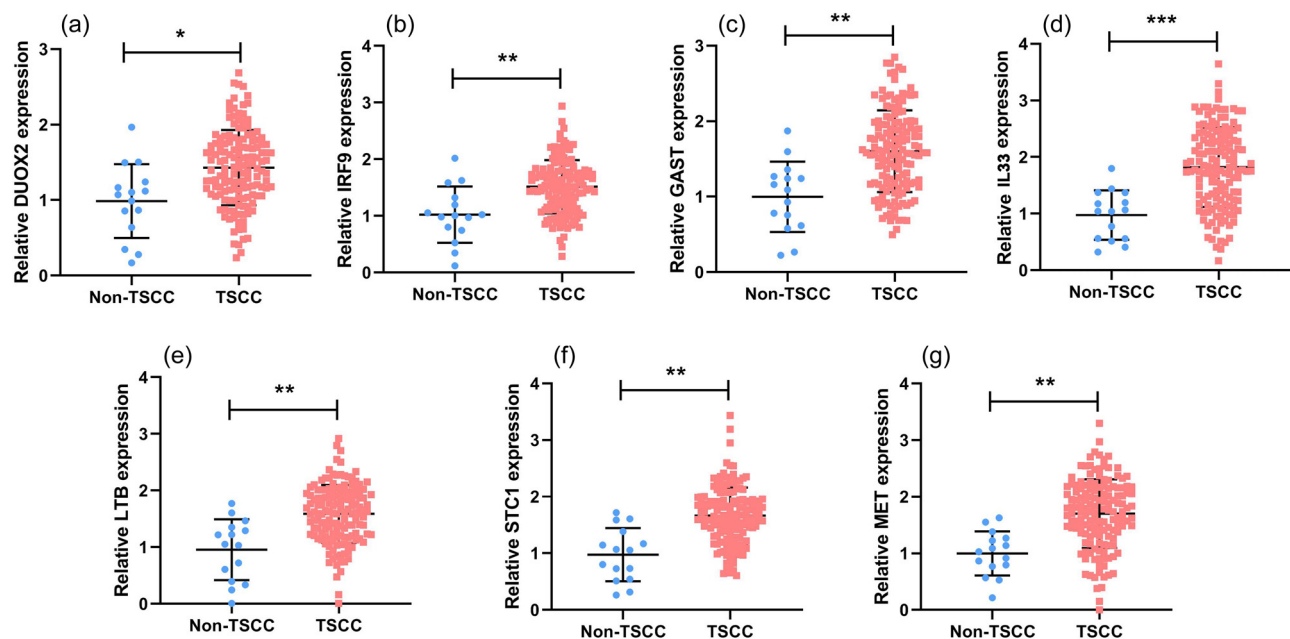 (a)
*
Relative DUOX2 expression
3
2
1
0
Non-TSCC TSCC
(b)
**
Relative IRF9 expression
4
3
2
1
0
Non-TSCC TSCC
(c)
**
Relative GAST expression
3
2
1
0
Non-TSCC TSCC
(d)
***
Relative IL33 expression
4
3
2
1
0
Non-TSCC TSCC
(e)
**
Relative LTB expression
4
3
2
1
0
Non-TSCC TSCC
(f)
**
Relative STC1 expression
4
3
2
1
0
Non-TSCC TSCC
(g)
**
Relative MET expression
4
3
2
1
0
Non-TSCC TSCC